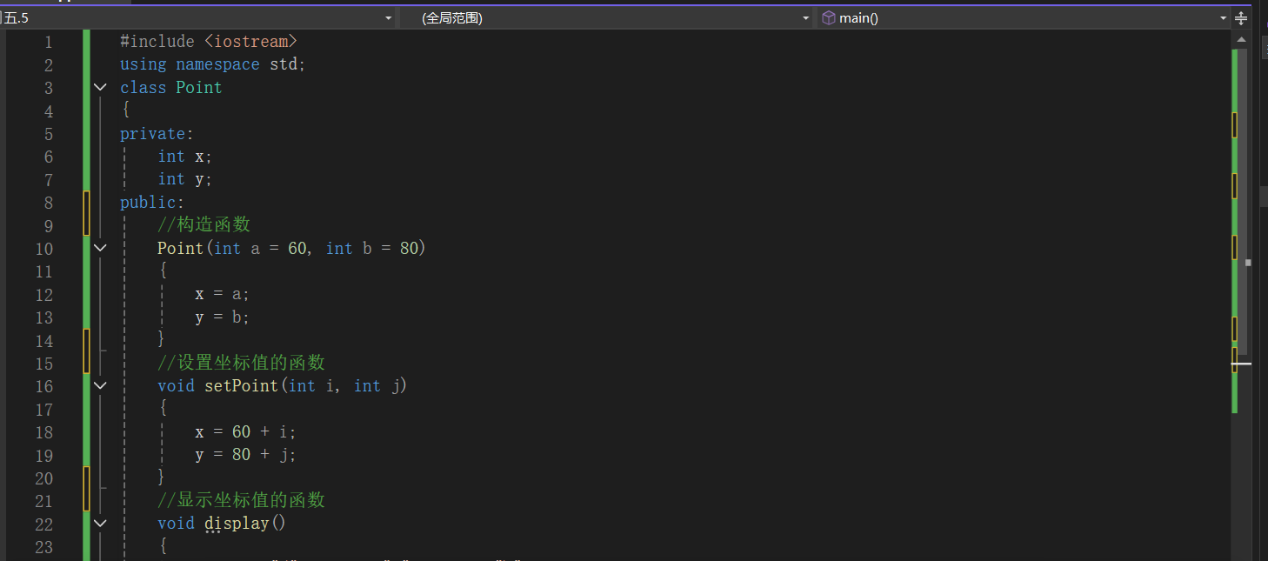 五.5 (全局范围) main()
1 #include <iostream>
2 using namespace std;
3 class Point
4 {
5 private:
6 int x;
7 int y;
8 public:
9 //构造函数
10 Point(int a = 60, int b = 80)
11 {
12 x = a;
13 y = b;
14 }
15 //设置坐标值的函数
16 void setPoint(int i, int j)
17 {
18 x = 60 + i;
19 y = 80 + j;
20 }
21 //显示坐标值的函数
22 void display()
23 {